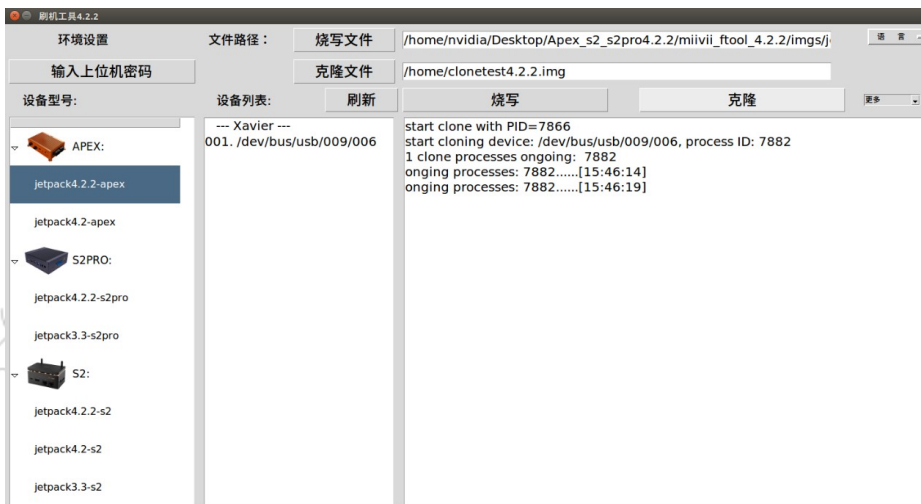 刷机工具4.2.2
环境设置
文件路径：
烧写文件
/home/nvidia/Desktop/Apex_s2_s2pro4.2.2/miivii_ftool_4.2.2/imgs/j
语 言
输入上位机密码
克隆文件
/home/clonetest4.2.2.img
设备型号:
设备列表:
刷新
烧写
克隆
更多
APEX:
jetpack4.2.2-apex
jetpack4.2-apex
S2PRO:
jetpack4.2.2-s2pro
jetpack3.3-s2pro
S2:
jetpack4.2.2-s2
jetpack4.2-s2
jetpack3.3-s2
--- Xavier ---
001. /dev/bus/usb/009/006
start clone with PID=7866
start cloning device: /dev/bus/usb/009/006, process ID: 7882
1 clone processes ongoing:  7882
onging processes: 7882......[15:46:14]
onging processes: 7882......[15:46:19]